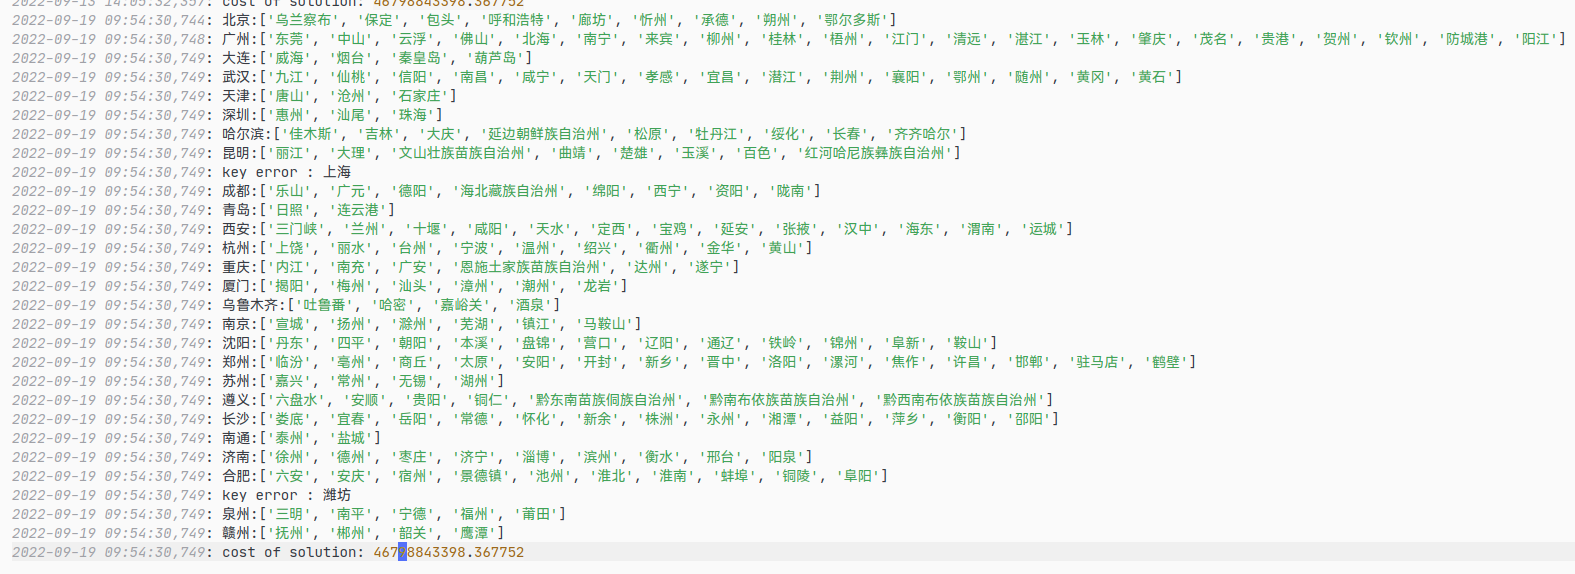 2022-09-13 14:05:32,357: cost of solution: 46798843398.367752
2022-09-19 09:54:30,744: 北京:['乌兰察布', '保定', '包头', '呼和浩特', '廊坊', '忻州', '承德', '朔州', '鄂尔多斯']
2022-09-19 09:54:30,748: 广州:['东莞', '中山', '云浮', '佛山', '北海', '南宁', '来宾', '柳州', '桂林', '梧州', '江门', '清远', '湛江', '玉林', '肇庆', '茂名', '贵港', '贺州', '钦州', '防城港', '阳江']
2022-09-19 09:54:30,749: 大连:['威海', '烟台', '秦皇岛', '葫芦岛']
2022-09-19 09:54:30,749: 武汉:['九江', '仙桃', '信阳', '南昌', '咸宁', '天门', '孝感', '宜昌', '潜江', '荆州', '襄阳', '鄂州', '随州', '黄冈', '黄石']
2022-09-19 09:54:30,749: 天津:['唐山', '沧州', '石家庄']
2022-09-19 09:54:30,749: 深圳:['惠州', '汕尾', '珠海']
2022-09-19 09:54:30,749: 哈尔滨:['佳木斯', '吉林', '大庆', '延边朝鲜族自治州', '松原', '牡丹江', '绥化', '长春', '齐齐哈尔']
2022-09-19 09:54:30,749: 昆明:['丽江', '大理', '文山壮族苗族自治州', '曲靖', '楚雄', '玉溪', '百色', '红河哈尼族彝族自治州']
2022-09-19 09:54:30,749: key error : 上海
2022-09-19 09:54:30,749: 成都:['乐山', '广元', '德阳', '海北藏族自治州', '绵阳', '西宁', '资阳', '陇南']
2022-09-19 09:54:30,749: 青岛:['日照', '连云港']
2022-09-19 09:54:30,749: 西安:['三门峡', '兰州', '十堰', '咸阳', '天水', '定西', '宝鸡', '延安', '张掖', '汉中', '海东', '渭南', '运城']
2022-09-19 09:54:30,749: 杭州:['上饶', '丽水', '台州', '宁波', '温州', '绍兴', '衢州', '金华', '黄山']
2022-09-19 09:54:30,749: 重庆:['内江', '南充', '广安', '恩施土家族苗族自治州', '达州', '遂宁']
2022-09-19 09:54:30,749: 厦门:['揭阳', '梅州', '汕头', '漳州', '潮州', '龙岩']
2022-09-19 09:54:30,749: 乌鲁木齐:['吐鲁番', '哈密', '嘉峪关', '酒泉']
2022-09-19 09:54:30,749: 南京:['宣城', '扬州', '滁州', '芜湖', '镇江', '马鞍山']
2022-09-19 09:54:30,749: 沈阳:['丹东', '四平', '朝阳', '本溪', '盘锦', '营口', '辽阳', '通辽', '铁岭', '锦州', '阜新', '鞍山']
2022-09-19 09:54:30,749: 郑州:['临汾', '亳州', '商丘', '太原', '安阳', '开封', '新乡', '晋中', '洛阳', '漯河', '焦作', '许昌', '邯郸', '驻马店', '鹤壁']
2022-09-19 09:54:30,749: 苏州:['嘉兴', '常州', '无锡', '湖州']
2022-09-19 09:54:30,749: 遵义:['六盘水', '安顺', '贵阳', '铜仁', '黔东南苗族侗族自治州', '黔南布依族苗族自治州', '黔西南布依族苗族自治州']
2022-09-19 09:54:30,749: 长沙:['娄底', '宜春', '岳阳', '常德', '怀化', '新余', '株洲', '永州', '湘潭', '益阳', '萍乡', '衡阳', '邵阳']
2022-09-19 09:54:30,749: 南通:['泰州', '盐城']
2022-09-19 09:54:30,749: 济南:['徐州', '德州', '枣庄', '济宁', '淄博', '滨州', '衡水', '邢台', '阳泉']
2022-09-19 09:54:30,749: 合肥:['六安', '安庆', '宿州', '景德镇', '池州', '淮北', '淮南', '蚌埠', '铜陵', '阜阳']
2022-09-19 09:54:30,749: key error : 潍坊
2022-09-19 09:54:30,749: 泉州:['三明', '南平', '宁德', '福州', '莆田']
2022-09-19 09:54:30,749: 赣州:['抚州', '郴州', '韶关', '鹰潭']
2022-09-19 09:54:30,749: cost of solution: 46798843398.367752